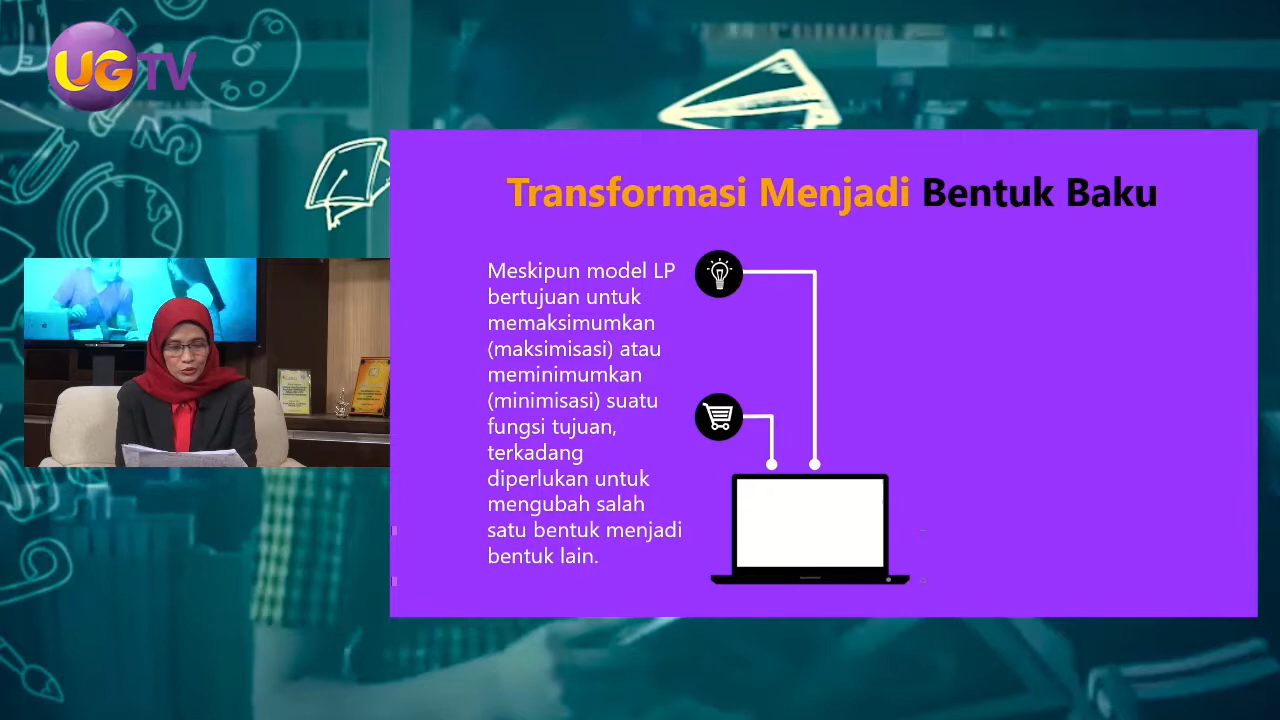 UGTV
Transformasi Menjadi Bentuk Baku
Meskipun model LP
bertujuan untuk
memaksimumkan
(maksimisasi) atau
meminimumkan
(minimisasi) suatu
fungsi tujuan,
terkadang
diperlukan untuk
mengubah salah
satu bentuk menjadi
bentuk lain.